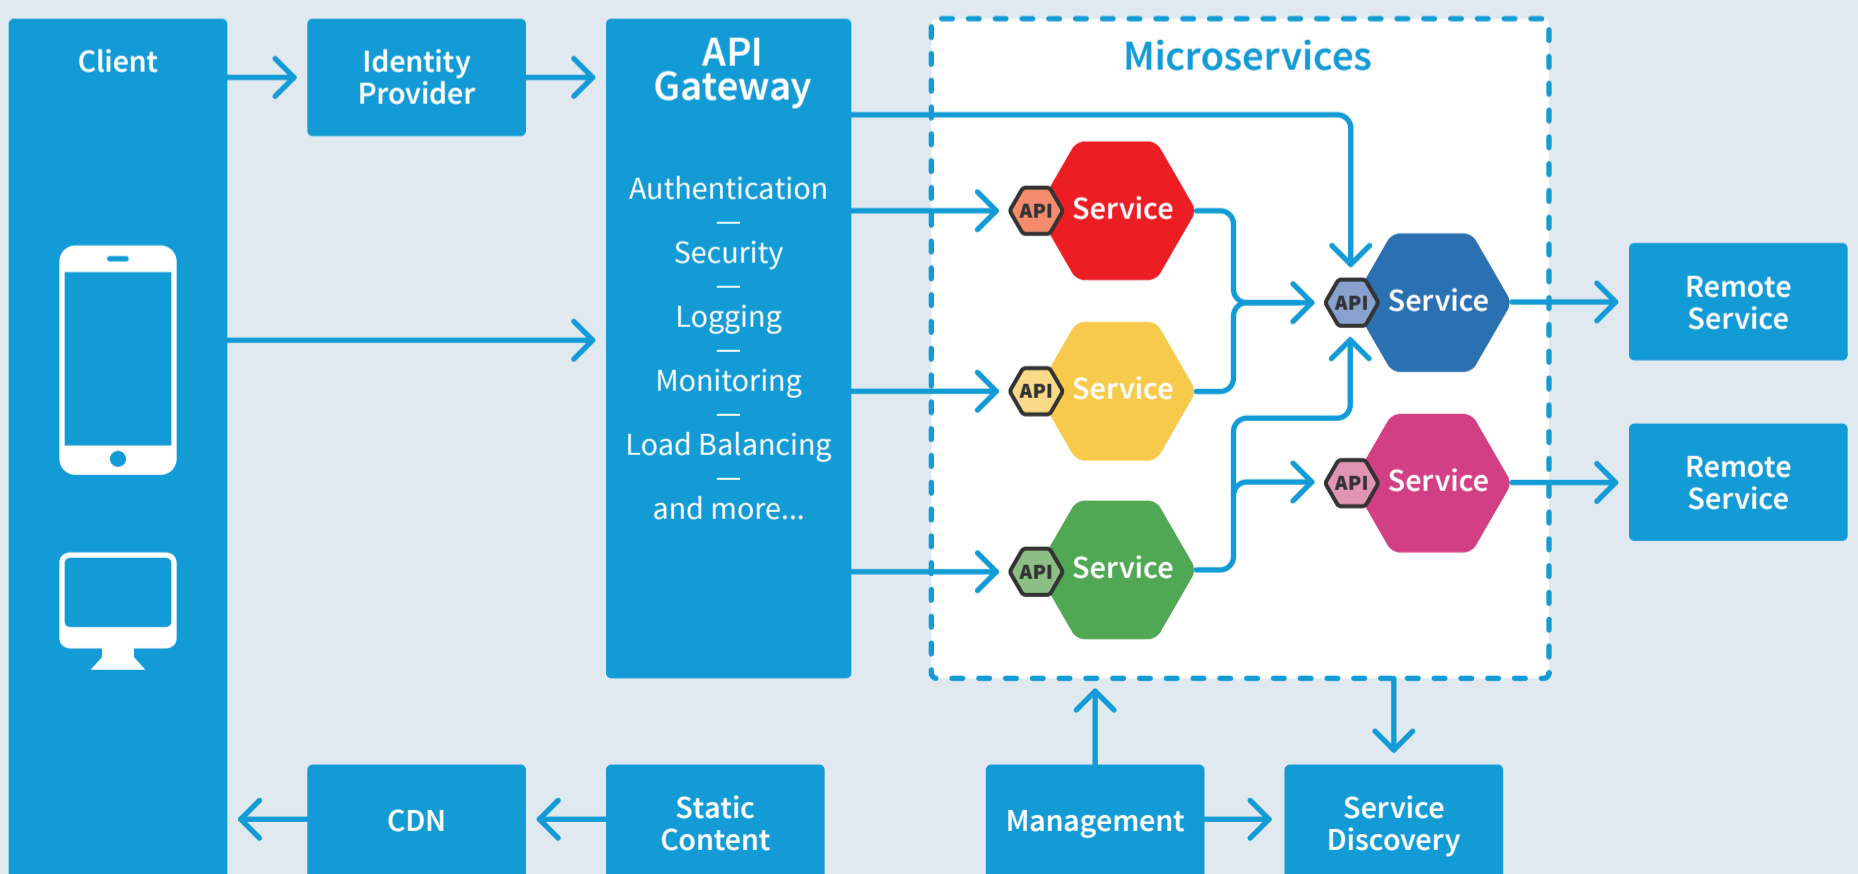 Client
Identity
Provider
API
Gateway
Authentication
—
Security
—
Logging
—
Monitoring
—
Load Balancing
—
and more...
Microservices
API
Service
API
Service
API
Service
API
Service
API
Service
Remote
Service
Remote
Service
CDN
Static
Content
Management
Service
Discovery